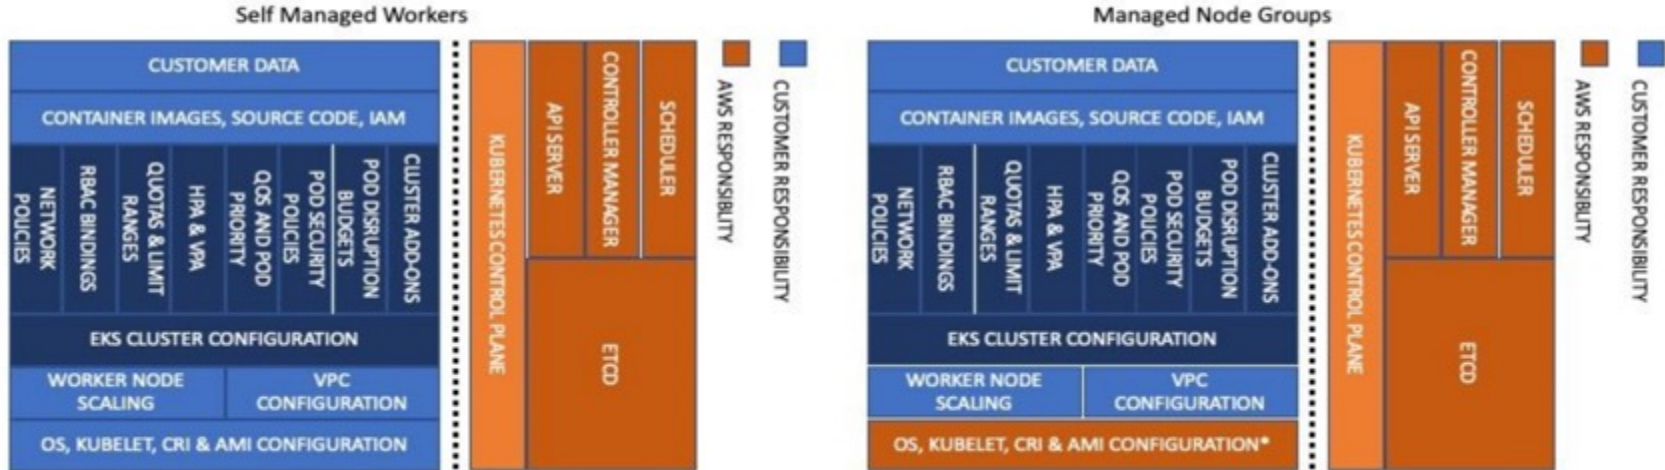 Self Managed Workers
CUSTOMER DATA
CONTAINER IMAGES, SOURCE CODE, IAM
NETWORK
POLICIES
RBAC BINDINGS
QUOTAS & LIMIT
RANGES
HPA & VPA
QOS AND POD
PRIORITY
POD SECURITY
POLICIES
POD DISRUPTION
BUDGETS
CLUSTER ADD-ONS
EKS CLUSTER CONFIGURATION
WORKER NODE
SCALING
VPC
CONFIGURATION
OS, KUBELET, CRI & AMI CONFIGURATION
KUBERNETES CONTROL PLANE
API SERVER
CONTROLLER MANAGER
SCHEDULER
ETCD
AWS RESPONSIBLITY
CUSTOMER RESPONSIBILITY
Managed Node Groups
CUSTOMER DATA
CONTAINER IMAGES, SOURCE CODE, IAM
NETWORK
POLICIES
RBAC BINDINGS
QUOTAS & LIMIT
RANGES
HPA & VPA
QOS AND POD
PRIORITY
POD SECURITY
POLICIES
POD DISRUPTION
BUDGETS
CLUSTER ADD-ONS
EKS CLUSTER CONFIGURATION
WORKER NODE
SCALING
VPC
CONFIGURATION
OS, KUBELET, CRI & AMI CONFIGURATION*
KUBERNETES CONTROL PLANE
API SERVER
CONTROLLER MANAGER
SCHEDULER
ETCD
AWS RESPONSIBLITY
CUSTOMER RESPONSIBILITY